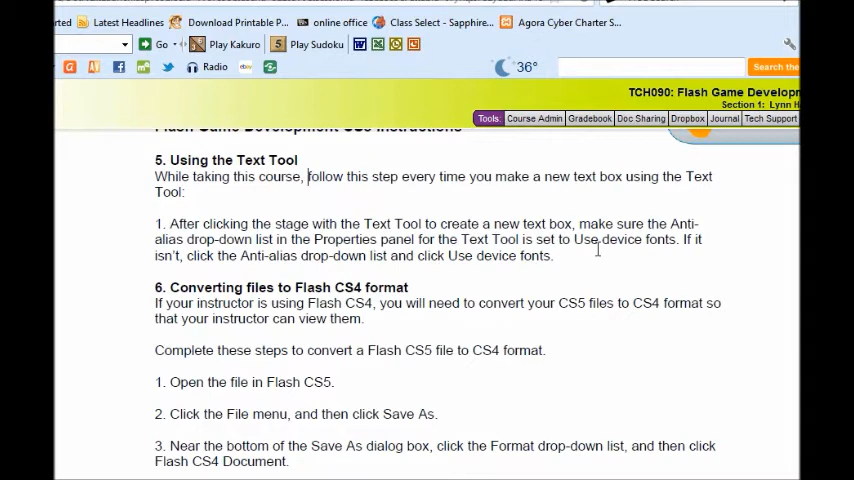 Latest Headlines Download Printable P... online office Class Select - Sapphire... Agora Cyber Charter S...
Go Play Kakuro 5 Play Sudoku
Radio ebay 36° Search the
TCH090: Flash Game Developm
Section 1: Lynn H
Tools: Course Admin Gradebook Doc Sharing Dropbox Journal Tech Support
Flash Game Development CS5 Instructions
5. Using the Text Tool
While taking this course, follow this step every time you make a new text box using the Text
Tool:
1. After clicking the stage with the Text Tool to create a new text box, make sure the Anti-
alias drop-down list in the Properties panel for the Text Tool is set to Use device fonts. If it
isn't, click the Anti-alias drop-down list and click Use device fonts.
6. Converting files to Flash CS4 format
If your instructor is using Flash CS4, you will need to convert your CS5 files to CS4 format so
that your instructor can view them.
Complete these steps to convert a Flash CS5 file to CS4 format.
1. Open the file in Flash CS5.
2. Click the File menu, and then click Save As.
3. Near the bottom of the Save As dialog box, click the Format drop-down list, and then click
Flash CS4 Document.